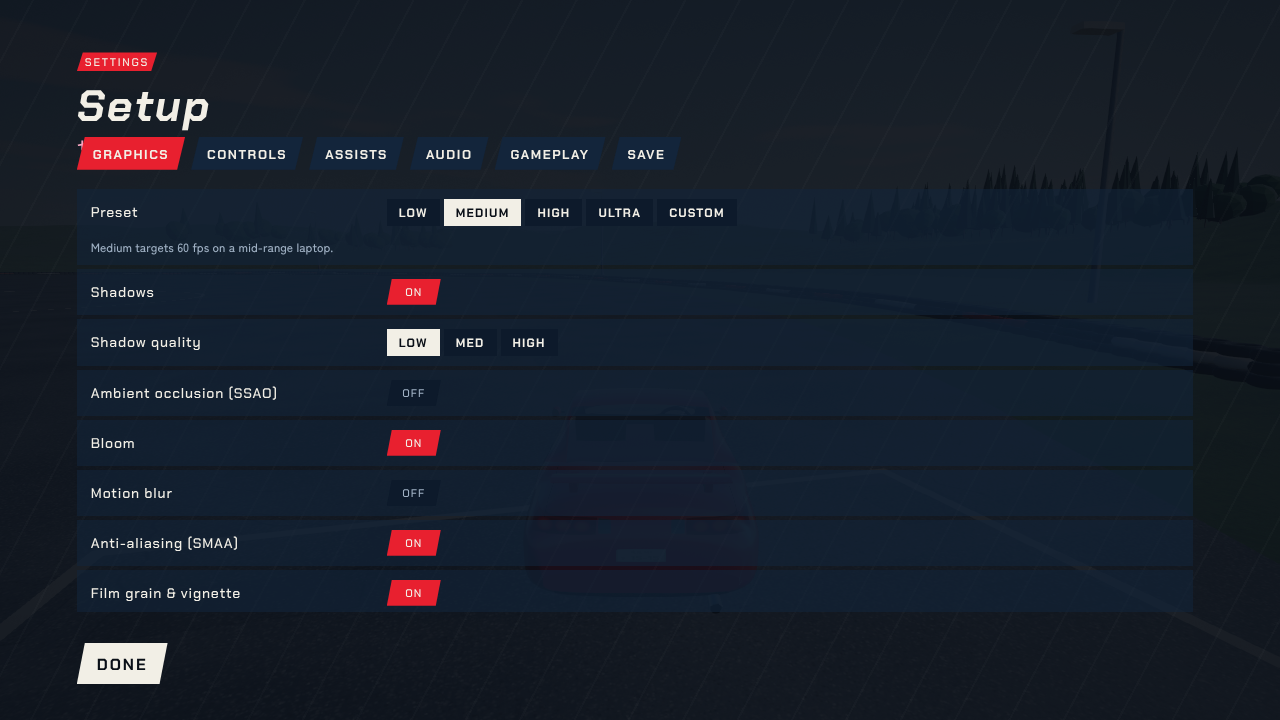 SETTINGS
Setup
GRAPHICS CONTROLS ASSISTS AUDIO GAMEPLAY SAVE
Preset LOW MEDIUM HIGH ULTRA CUSTOM
Medium targets 60 fps on a mid-range laptop.
Shadows ON
Shadow quality LOW MED HIGH
Ambient occlusion (SSAO) OFF
Bloom ON
Motion blur OFF
Anti-aliasing (SMAA) ON
Film grain & vignette ON
DONE